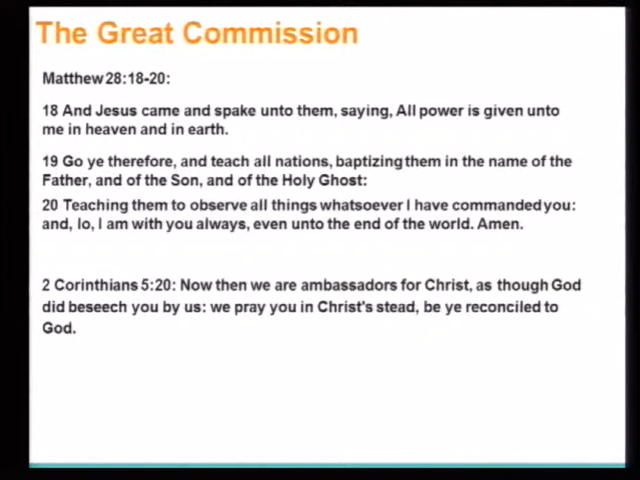 The Great Commission
Matthew 28:18-20:
18 And Jesus came and spake unto them, saying, All power is given unto
me in heaven and in earth.
19 Go ye therefore, and teach all nations, baptizing them in the name of the
Father, and of the Son, and of the Holy Ghost:
20 Teaching them to observe all things whatsoever I have commanded you:
and, lo, I am with you always, even unto the end of the world. Amen.
2 Corinthians 5:20: Now then we are ambassadors for Christ, as though God
did beseech you by us: we pray you in Christ's stead, be ye reconciled to
God.